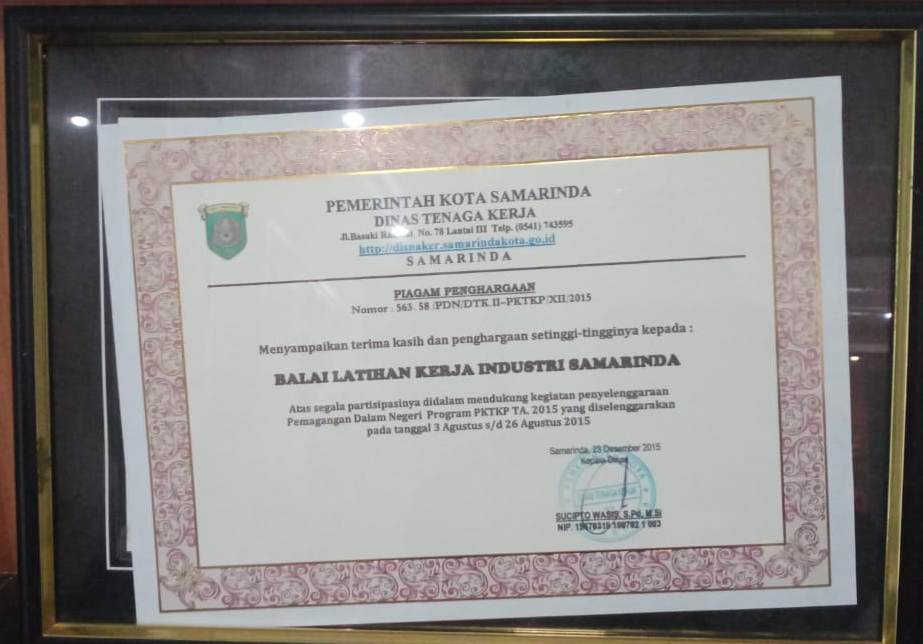 PEMERINTAH KOTA SAMARINDA
DINAS TENAGA KERJA
Jl.Basuki No. 78 Lantai III Telp. (0541) 743595
http://disnaker.samarindakota.go.id
SAMARINDA
PIAGAM PENGHARGAAN
Nomor : 563/58/PDN/DTK.II-PKTKP/XII/2015
Menyampaikan terima kasih dan penghargaan setinggi-tingginya kepada :
BALAI LATIHAN KERJA INDUSTRI SAMARINDA
Atas segala partisipasinya didalam mendukung kegiatan penyelenggaraan
Pemagangan Dalam Negeri Program PKTKP TA. 2015 yang diselenggarakan
pada tanggal 3 Agustus s/d 26 Agustus 2015
Samarinda, 23 Desember 2015
Kepala Dinas
SUCIPTO WASIS, S.Pd, M.Si
NIP.